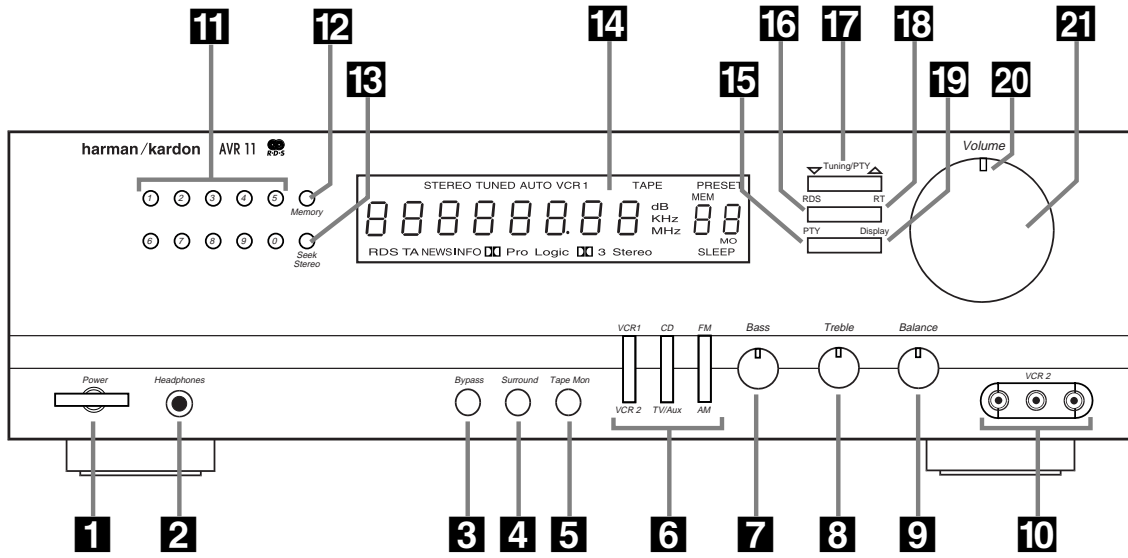 11 12 14 16 17 18 21
13 15 19 20
harman/kardon AVR 11 R·D·S
Volume
Tuning/PTY
1 2 3 4 5
Memory
STEREO TUNED AUTO VCR 1 TAPE PRESET
MEM
RDS RT
dB
KHz
MHz
88888888.88 88
PTY Display
6 7 8 9 0
Seek
Stereo
MO
RDS TA NEWS INFO Pro Logic 3 Stereo SLEEP
VCR1 CD FM Bass Treble Balance
Power Headphones Bypass Surround Tape Mon VCR 2
VCR 2 TV/Aux AM
1 2 3 4 5 6 7 8 9 10